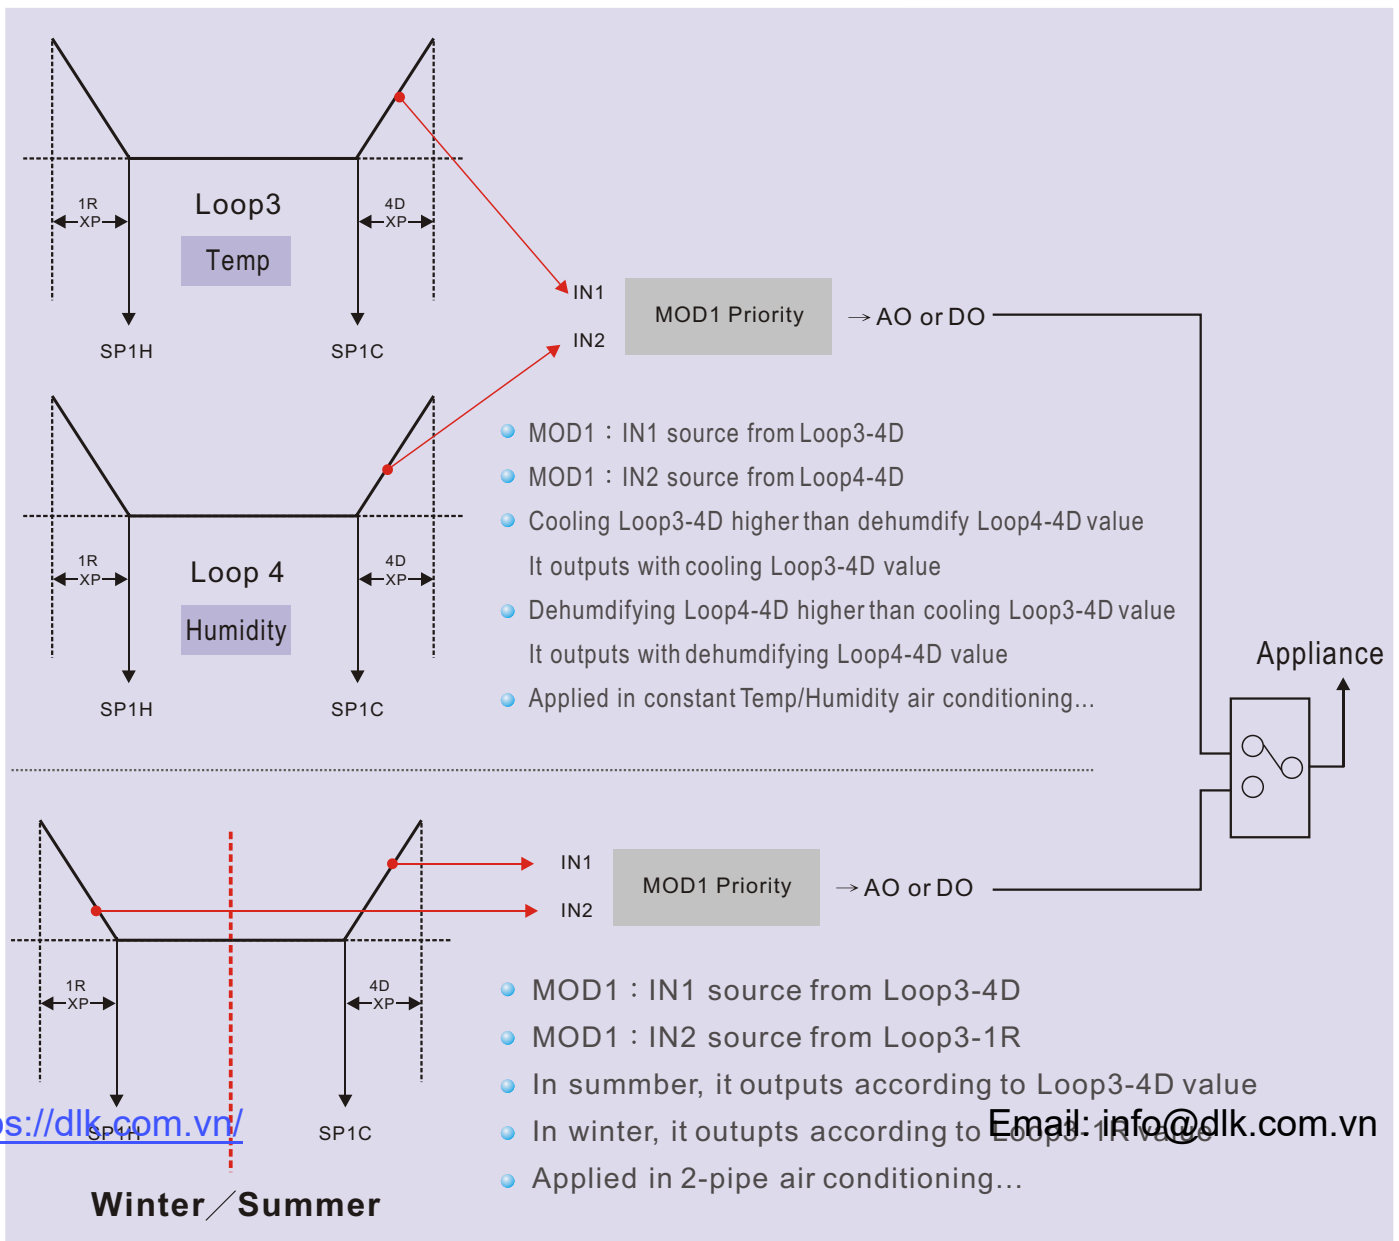 1R
XP
Loop3
Temp
4D
XP
SP1H
SP1C
IN1
IN2
MOD1 Priority
→ AO or DO
1R
XP
Loop 4
Humidity
4D
XP
SP1H
SP1C
MOD1：IN1 source from Loop3-4D
MOD1：IN2 source from Loop4-4D
Cooling Loop3-4D higher than dehumdify Loop4-4D value
It outputs with cooling Loop3-4D value
Dehumdifying Loop4-4D higher than cooling Loop3-4D value
It outputs with dehumdifying Loop4-4D value
Applied in constant Temp/Humidity air conditioning...
Appliance
IN1
IN2
MOD1 Priority
→ AO or DO
1R
XP
4D
XP
SP1H
SP1C
Winter／Summer
MOD1：IN1 source from Loop3-4D
MOD1：IN2 source from Loop3-1R
In summber, it outputs according to Loop3-4D value
In winter, it outupts according to Loop3-1R value
Applied in 2-pipe air conditioning...
ps://dlk.com.vn/
Email: info@dlk.com.vn